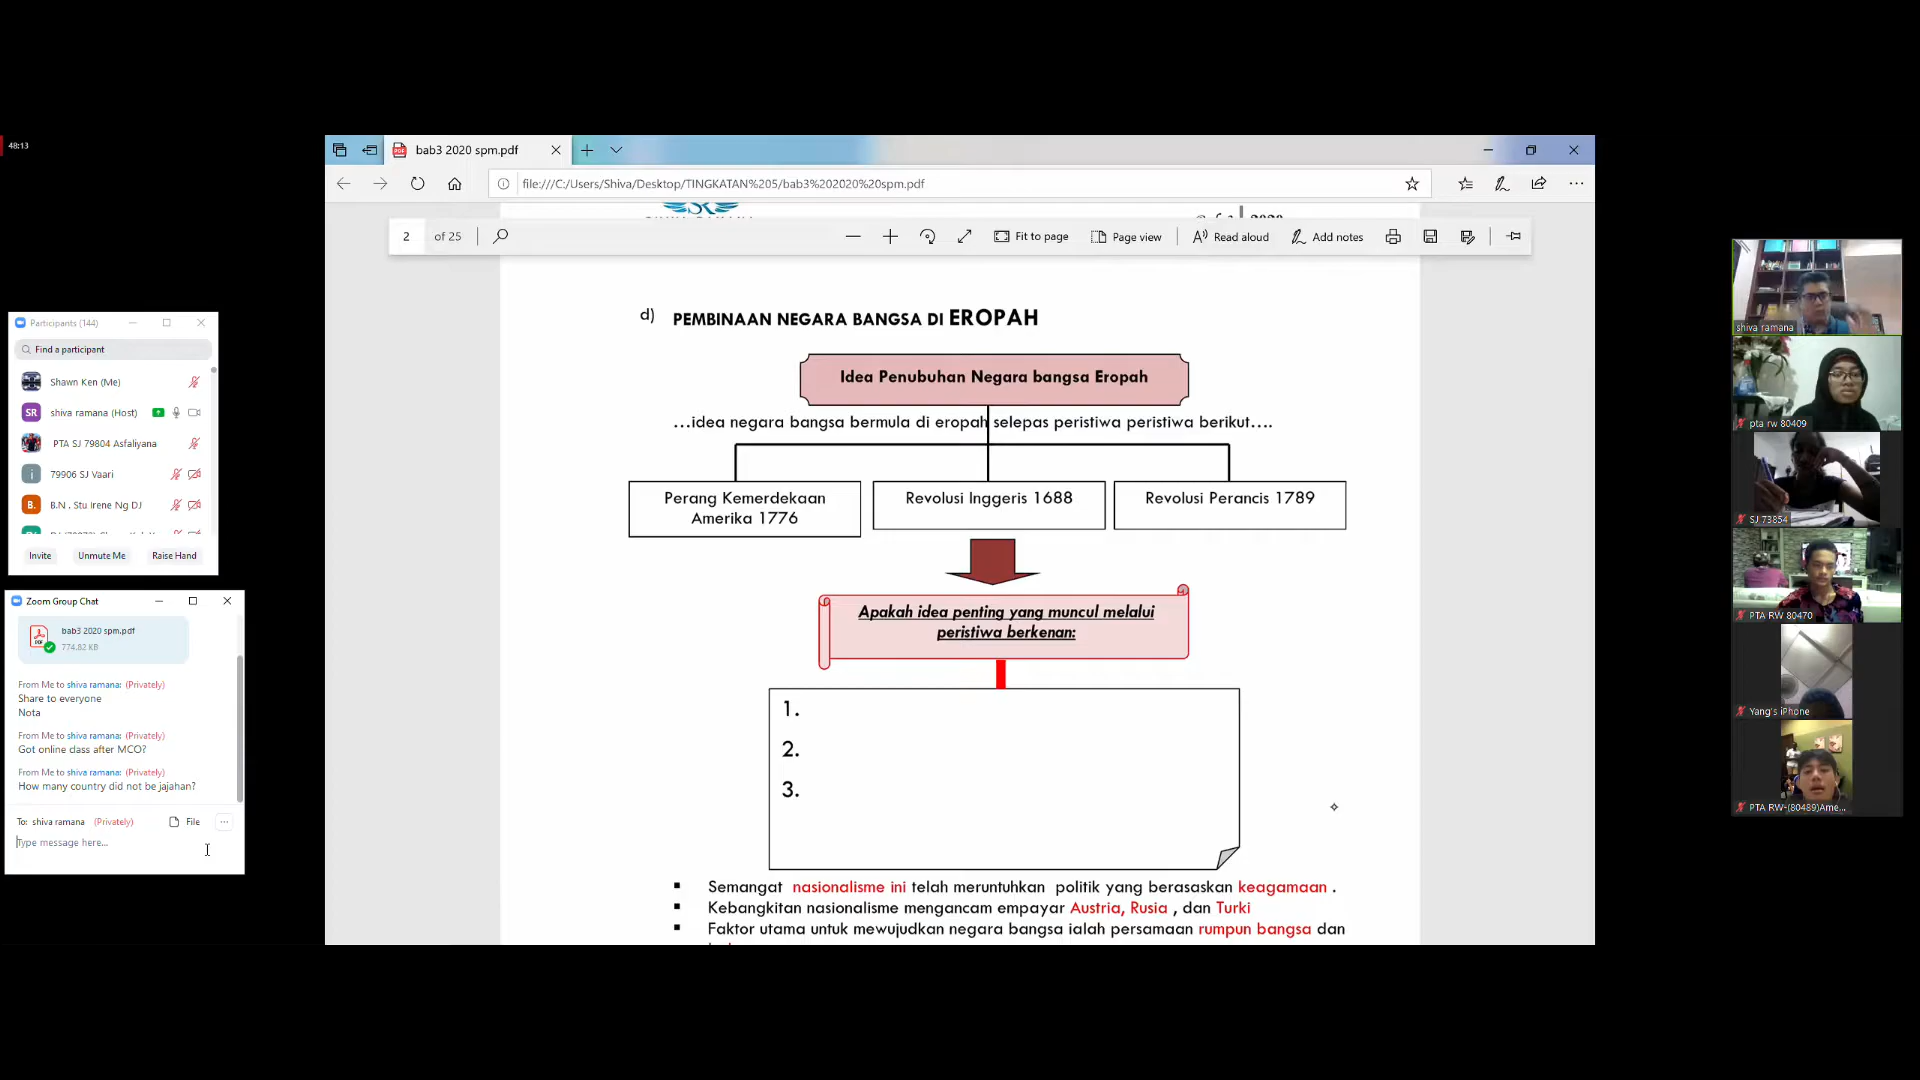 48:13
bab3 2020 spm.pdf
file:///C:/Users/Shiva/Desktop/TINGKATAN%205/bab3%202020%20spm.pdf
2 of 25
Fit to page
Page view
Read aloud
Add notes
d) PEMBINAAN NEGARA BANGSA DI EROPAH
Idea Penubuhan Negara bangsa Eropah
...idea negara bangsa bermula di eropah selepas peristiwa peristiwa berikut....
Perang Kemerdekaan
Amerika 1776
Revolusi Inggeris 1688
Revolusi Perancis 1789
Apakah idea penting yang muncul melalui
peristiwa berkenan:
1.
2.
3.
▪ Semangat nasionalisme ini telah meruntuhkan politik yang berasaskan keagamaan .
▪ Kebangkitan nasionalisme mengancam empayar Austria, Rusia , dan Turki
▪ Faktor utama untuk mewujudkan negara bangsa ialah persamaan rumpun bangsa dan
Participants (144)
Find a participant
Shawn Ken (Me)
SR shiva ramana (Host)
PTA SJ 79804 Asfaliyana
i 79906 SJ Vaari
B. B.N . Stu Irene Ng DJ
Invite
Unmute Me
Raise Hand
Zoom Group Chat
bab3 2020 spm.pdf
774.82 KB
From Me to shiva ramana: (Privately)
Share to everyone
Nota
From Me to shiva ramana: (Privately)
Got online class after MCO?
From Me to shiva ramana: (Privately)
How many country did not be jajahan?
To: shiva ramana (Privately)
File
Type message here...
shiva ramana
pta rw 80409
SJ 73854
PTA RW 80470
Yang's iPhone
PTA RW-(80489)Ame...